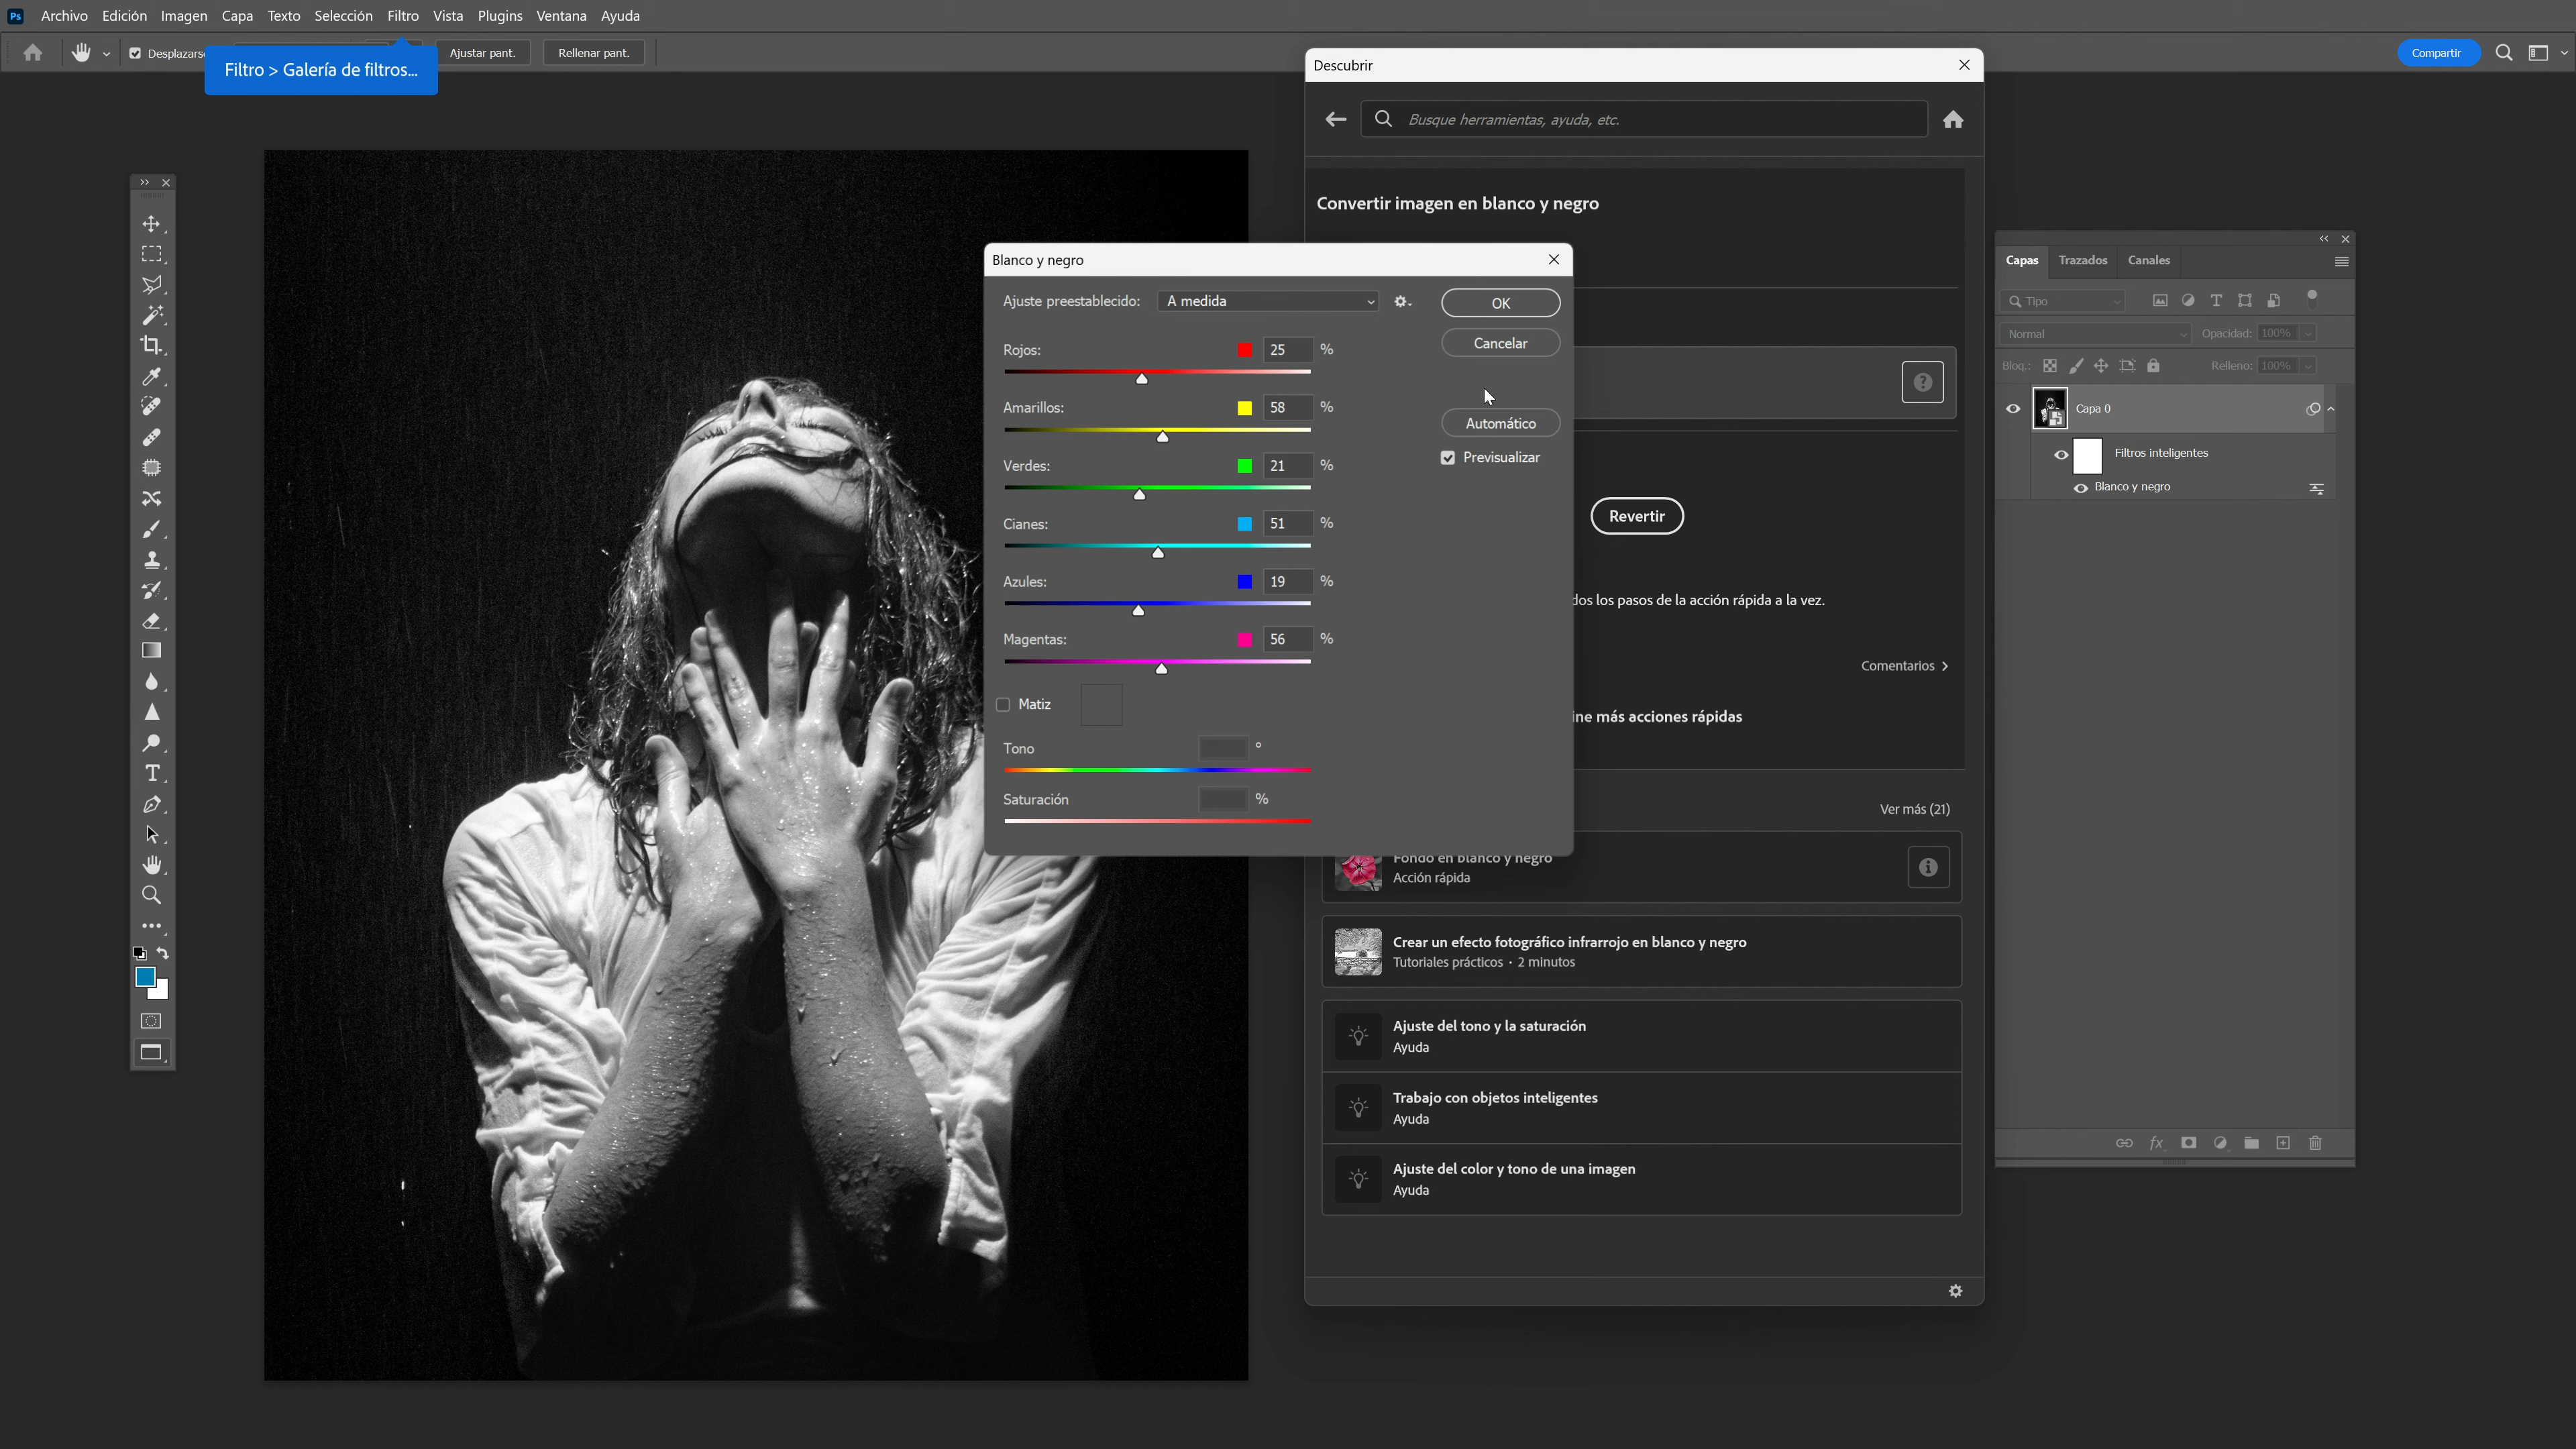 Ps Archivo Edición Imagen Capa Texto Selección Filtro Vista Plugins Ventana Ayuda
Ajustar pant. Rellenar pant. Compartir
Filtro > Galería de filtros...
Descubrir
Busque herramientas, ayuda, etc.
Convertir imagen en blanco y negro
Blanco y negro
Ajuste preestablecido: A medida
OK
Cancelar
Automático
Previsualizar
Rojos: 25 %
Amarillos: 58 %
Verdes: 21 %
Cianes: 51 %
Azules: 19 %
Magentas: 56 %
Matiz
Tono °
Saturación %
Revertir
los pasos de la acción rápida a la vez.
Comentarios
más acciones rápidas
Ver más (21)
Fondo en blanco y negro
Acción rápida
Crear un efecto fotográfico infrarrojo en blanco y negro
Tutoriales prácticos • 2 minutos
Ajuste del tono y la saturación
Ayuda
Trabajo con objetos inteligentes
Ayuda
Ajuste del color y tono de una imagen
Ayuda
Capas Trazados Canales
Tipo
Normal Opacidad: 100%
Bloq.: Relleno: 100%
Capa 0
Filtros inteligentes
Blanco y negro
fx